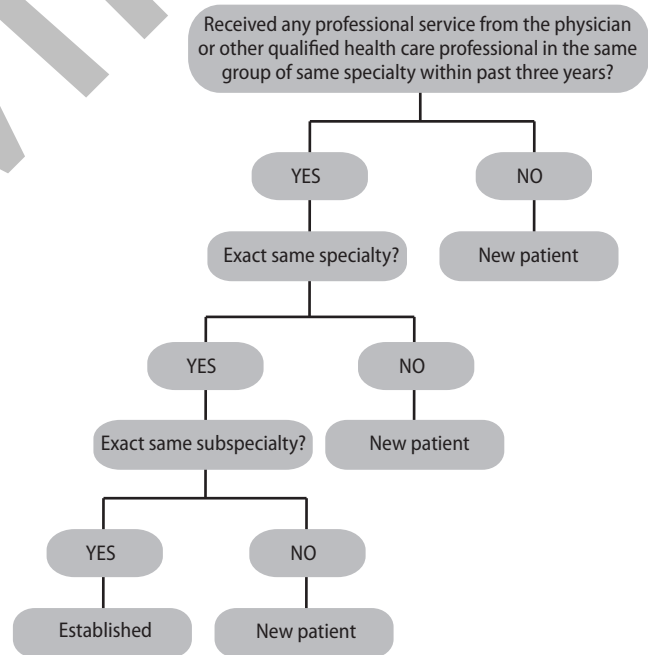 Received any professional service from the physician
or other qualified health care professional in the same
group of same specialty within past three years?
YES
NO
Exact same specialty?
New patient
YES
NO
Exact same subspecialty?
New patient
YES
NO
Established
New patient